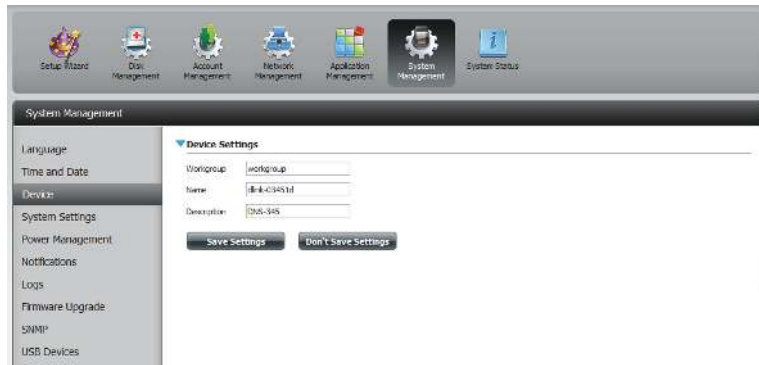 Setup Wizard
Disk Management
Account Management
Network Management
Application Management
System Management
System Status
System Management
Language
Time and Date
Device
System Settings
Power Management
Notifications
Logs
Firmware Upgrade
SNMP
USB Devices
Device Settings
Workgroup workgroup
Name dlink-03451d
Description DNS-345
Save Settings Don't Save Settings